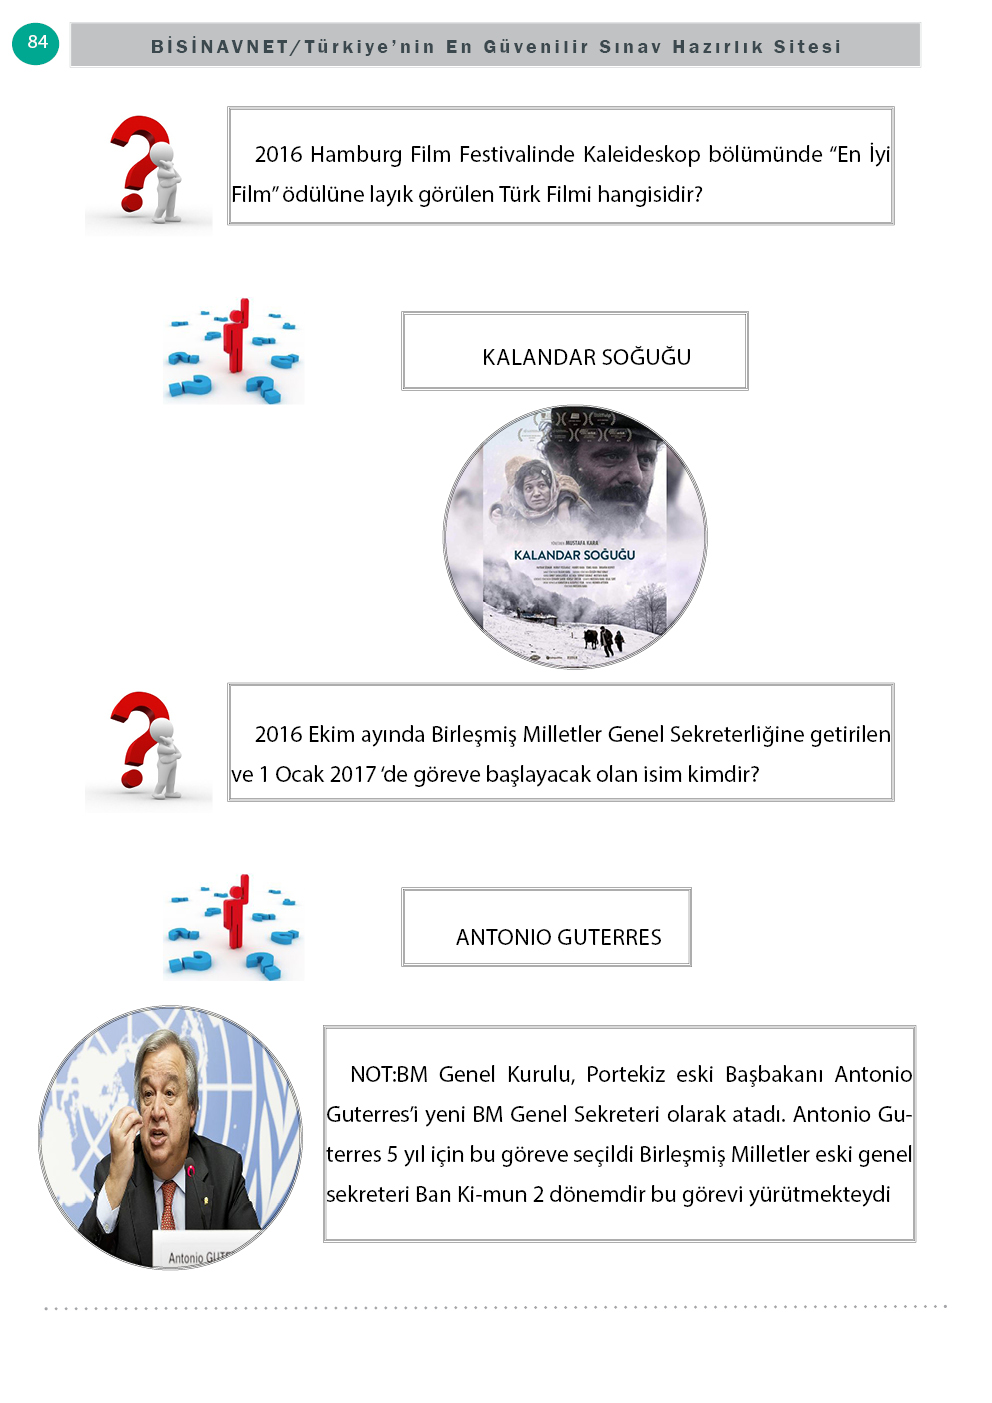 84
BİSİNAVNET/Türkiye’nin En Güvenilir Sınav Hazırlık Sitesi
2016 Hamburg Film Festivalinde Kaleideskop bölümünde “En İyi
Film” ödülüne layık görülen Türk Filmi hangisidir?
KALANDAR SOĞUĞU
MUSTAFA KARA
KALANDAR SOĞUĞU
2016 Ekim ayında Birleşmiş Milletler Genel Sekreterliğine getirilen
ve 1 Ocak 2017 ‘de göreve başlayacak olan isim kimdir?
ANTONIO GUTERRES
NOT:BM Genel Kurulu, Portekiz eski Başbakanı Antonio
Guterres’i yeni BM Genel Sekreteri olarak atadı. Antonio Gu-
terres 5 yıl için bu göreve seçildi Birleşmiş Milletler eski genel
sekreteri Ban Ki-mun 2 dönemdir bu görevi yürütmekteydi
Antonio GUTE